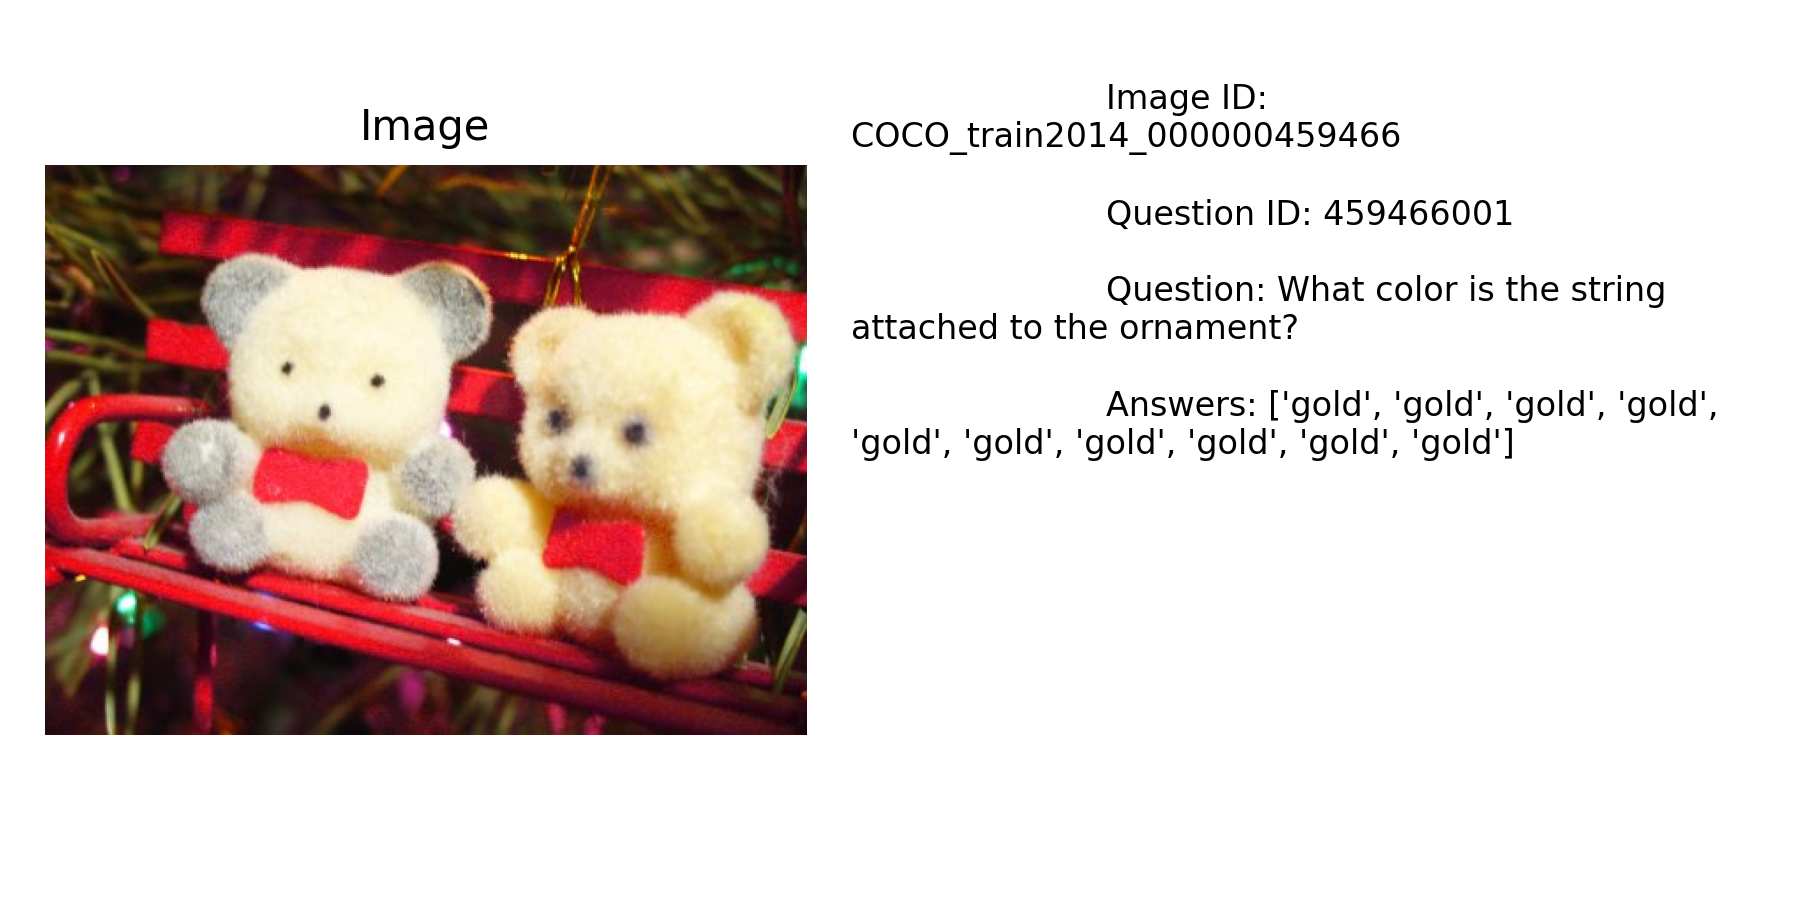 Image
Image ID:
COCO_train2014_000000459466
Question ID: 459466001
Question: What color is the string
attached to the ornament?
Answers: ['gold', 'gold', 'gold', 'gold',
'gold', 'gold', 'gold', 'gold', 'gold', 'gold']